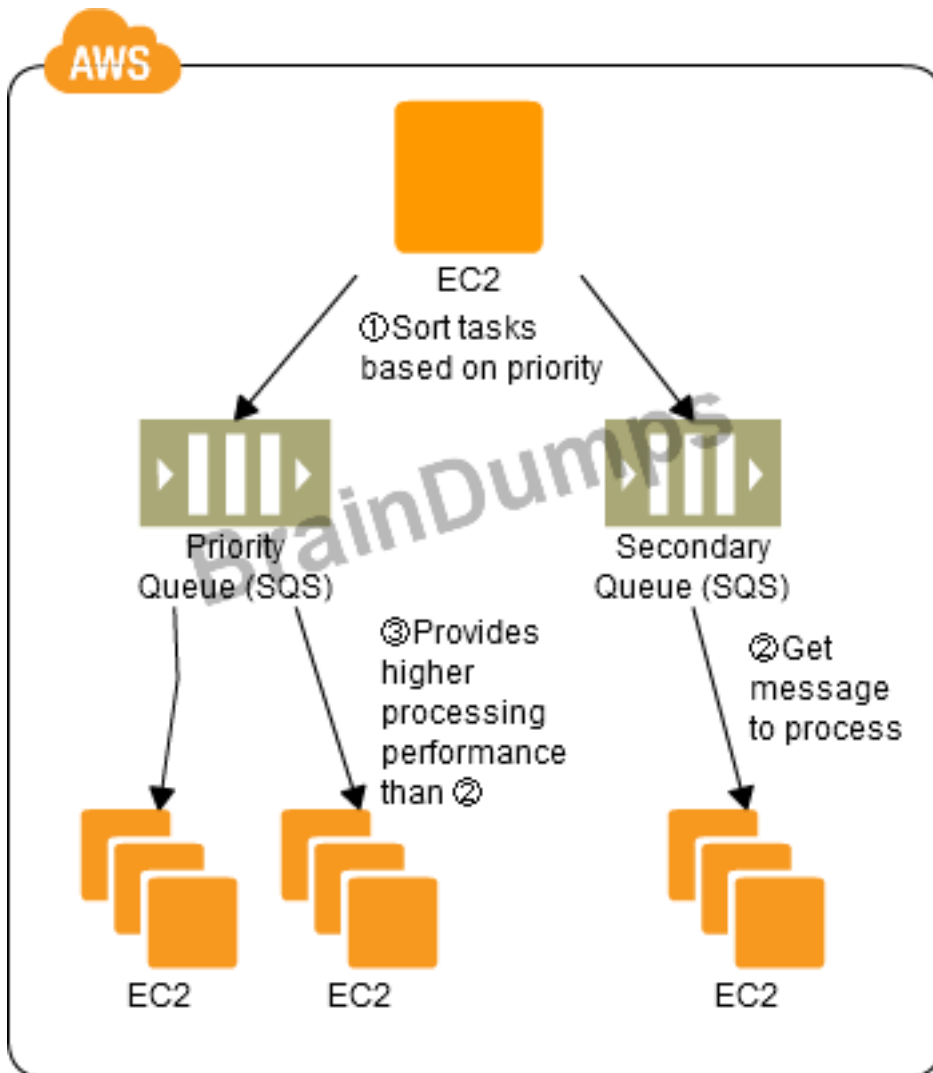 AWS
EC2
①Sort tasks
based on priority
BrainDumps
Priority
Queue (SQS)
Secondary
Queue (SQS)
③Provides
higher
processing
performance
than ②
②Get
message
to process
EC2
EC2
EC2